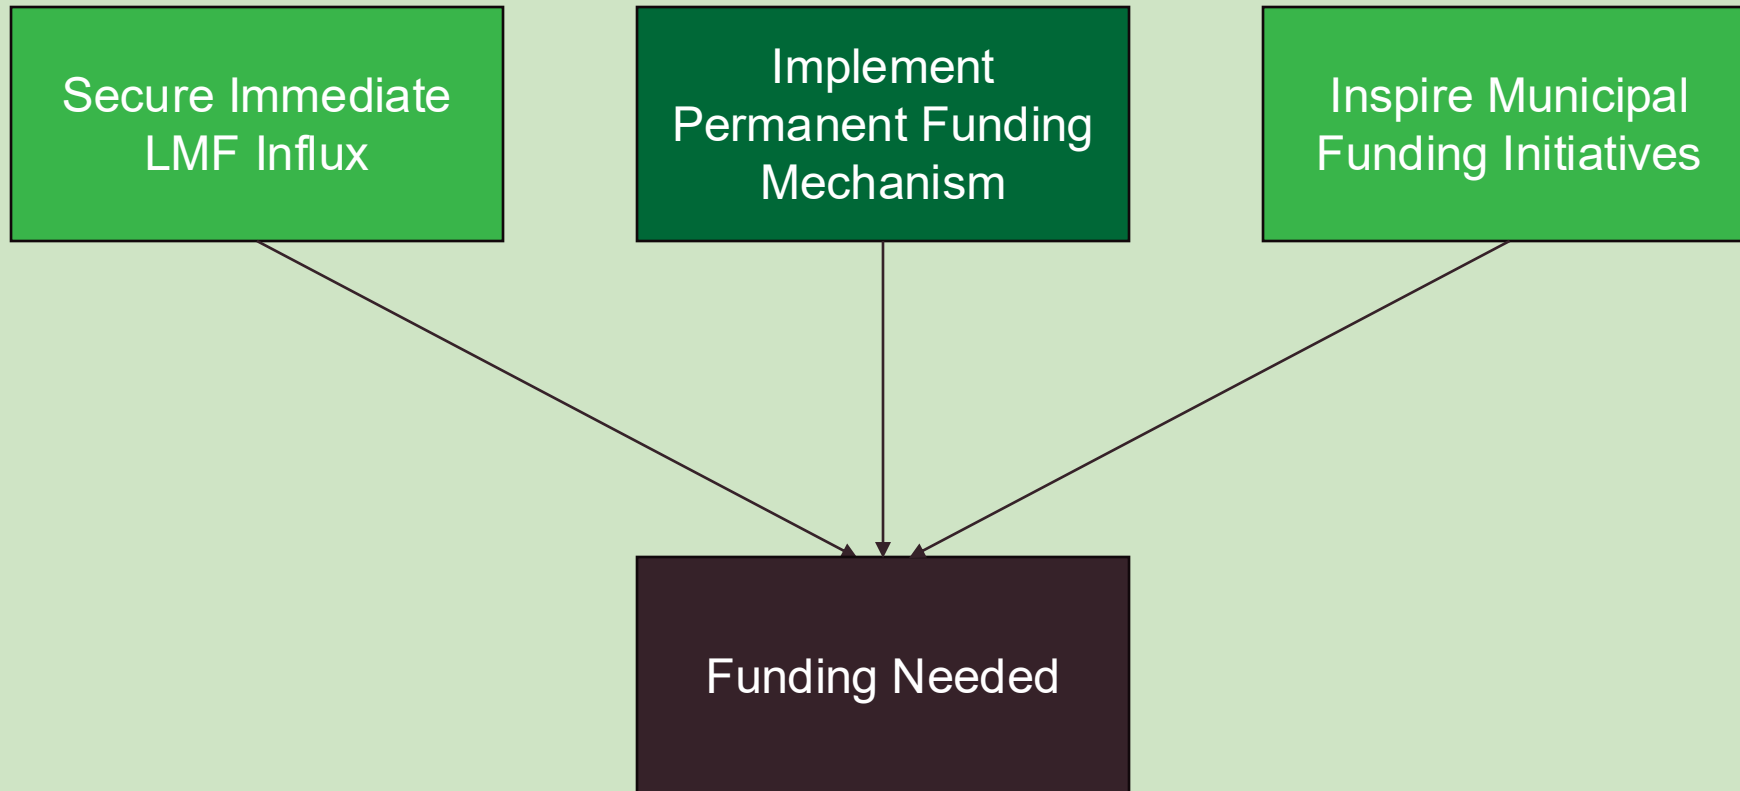 Secure Immediate
LMF Influx
Implement
Permanent Funding
Mechanism
Inspire Municipal
Funding Initiatives
Funding Needed